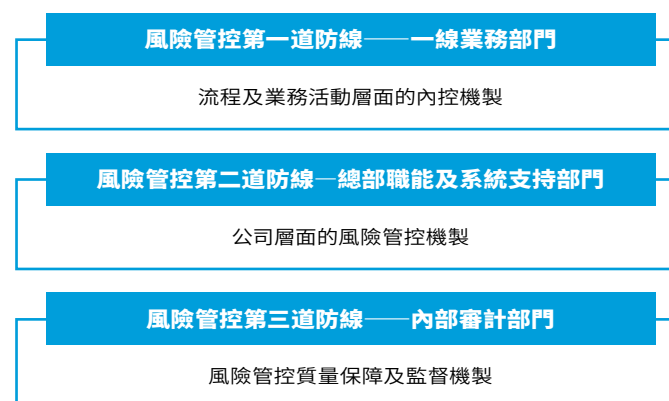 風險管控第一道防線——一線業務部門
流程及業務活動層面的內控機製
風險管控第二道防線—總部職能及系統支持部門
公司層面的風險管控機製
風險管控第三道防線——內部審計部門
風險管控質量保障及監督機製